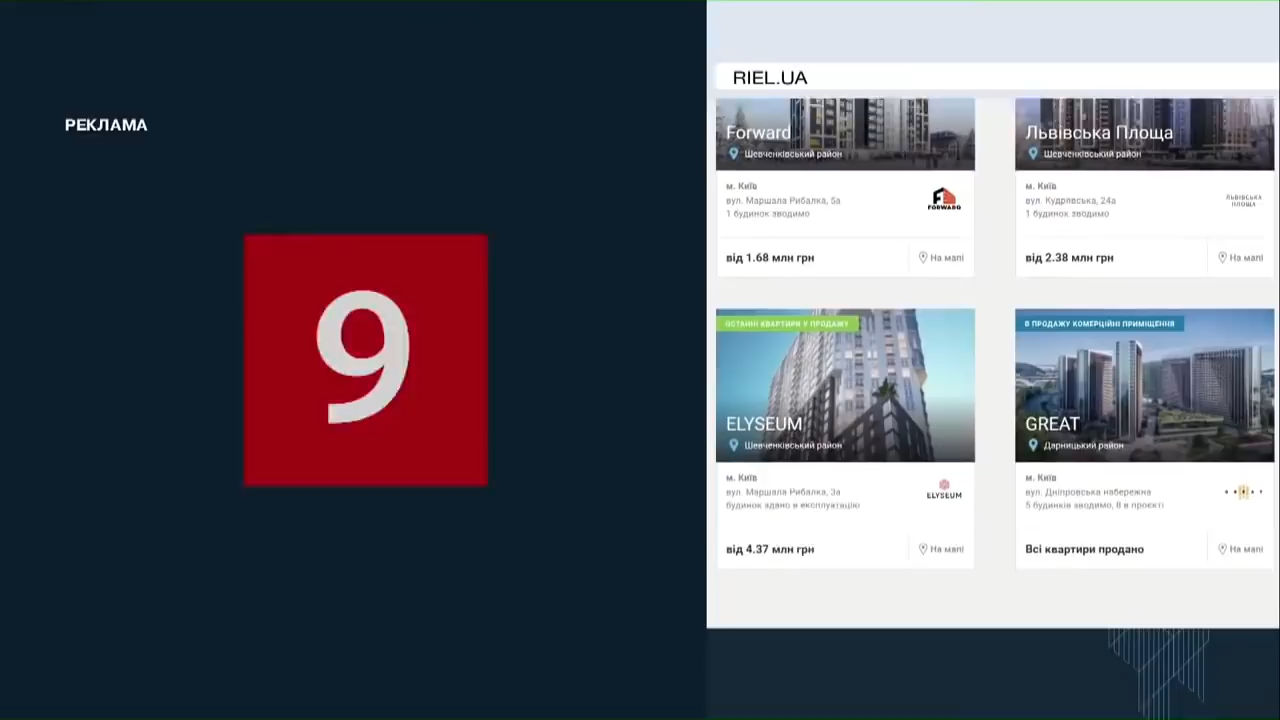 РЕКЛАМА
9
RIEL.UA
Forward
Шевченківський район
м. Київ
вул. Маршала Рибалка, 5а
1 будинок зводимо
FORWARD
від 1.68 млн грн
На мапі
Львівська Площа
Шевченківський район
м. Київ
вул. Кудрявська, 24а
1 будинок зводимо
ЛЬВІВСЬКА
ПЛОЩА
від 2.38 млн грн
На мапі
ОСТАННІ КВАРТИРИ У ПРОДАЖУ
ELYSEUM
Шевченківський район
м. Київ
вул. Маршала Рибалка, 3а
будинок здано в експлуатацію
ELYSEUM
від 4.37 млн грн
На мапі
В ПРОДАЖУ КОМЕРЦІЙНІ ПРИМІЩЕННЯ
GREAT
Дарницький район
м. Київ
вул. Дніпровська набережна
5 будинків зводимо, 8 в проєкті
Всі квартири продано
На мапі